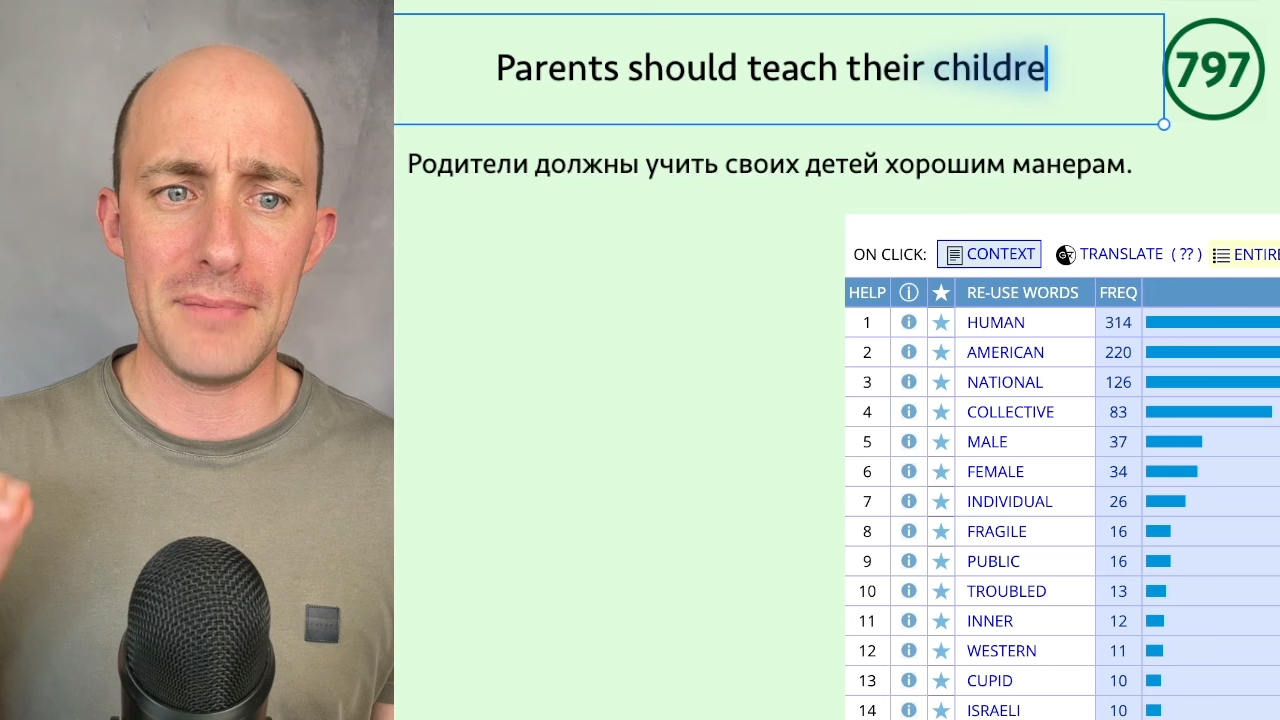 Parents should teach their childre
797
Родители должны учить своих детей хорошим манерам.
ON CLICK: CONTEXT TRANSLATE ( ?? ) ENTIRE
HELP RE-USE WORDS FREQ
1 HUMAN 314
2 AMERICAN 220
3 NATIONAL 126
4 COLLECTIVE 83
5 MALE 37
6 FEMALE 34
7 INDIVIDUAL 26
8 FRAGILE 16
9 PUBLIC 16
10 TROUBLED 13
11 INNER 12
12 WESTERN 11
13 CUPID 10
14 ISRAELI 10